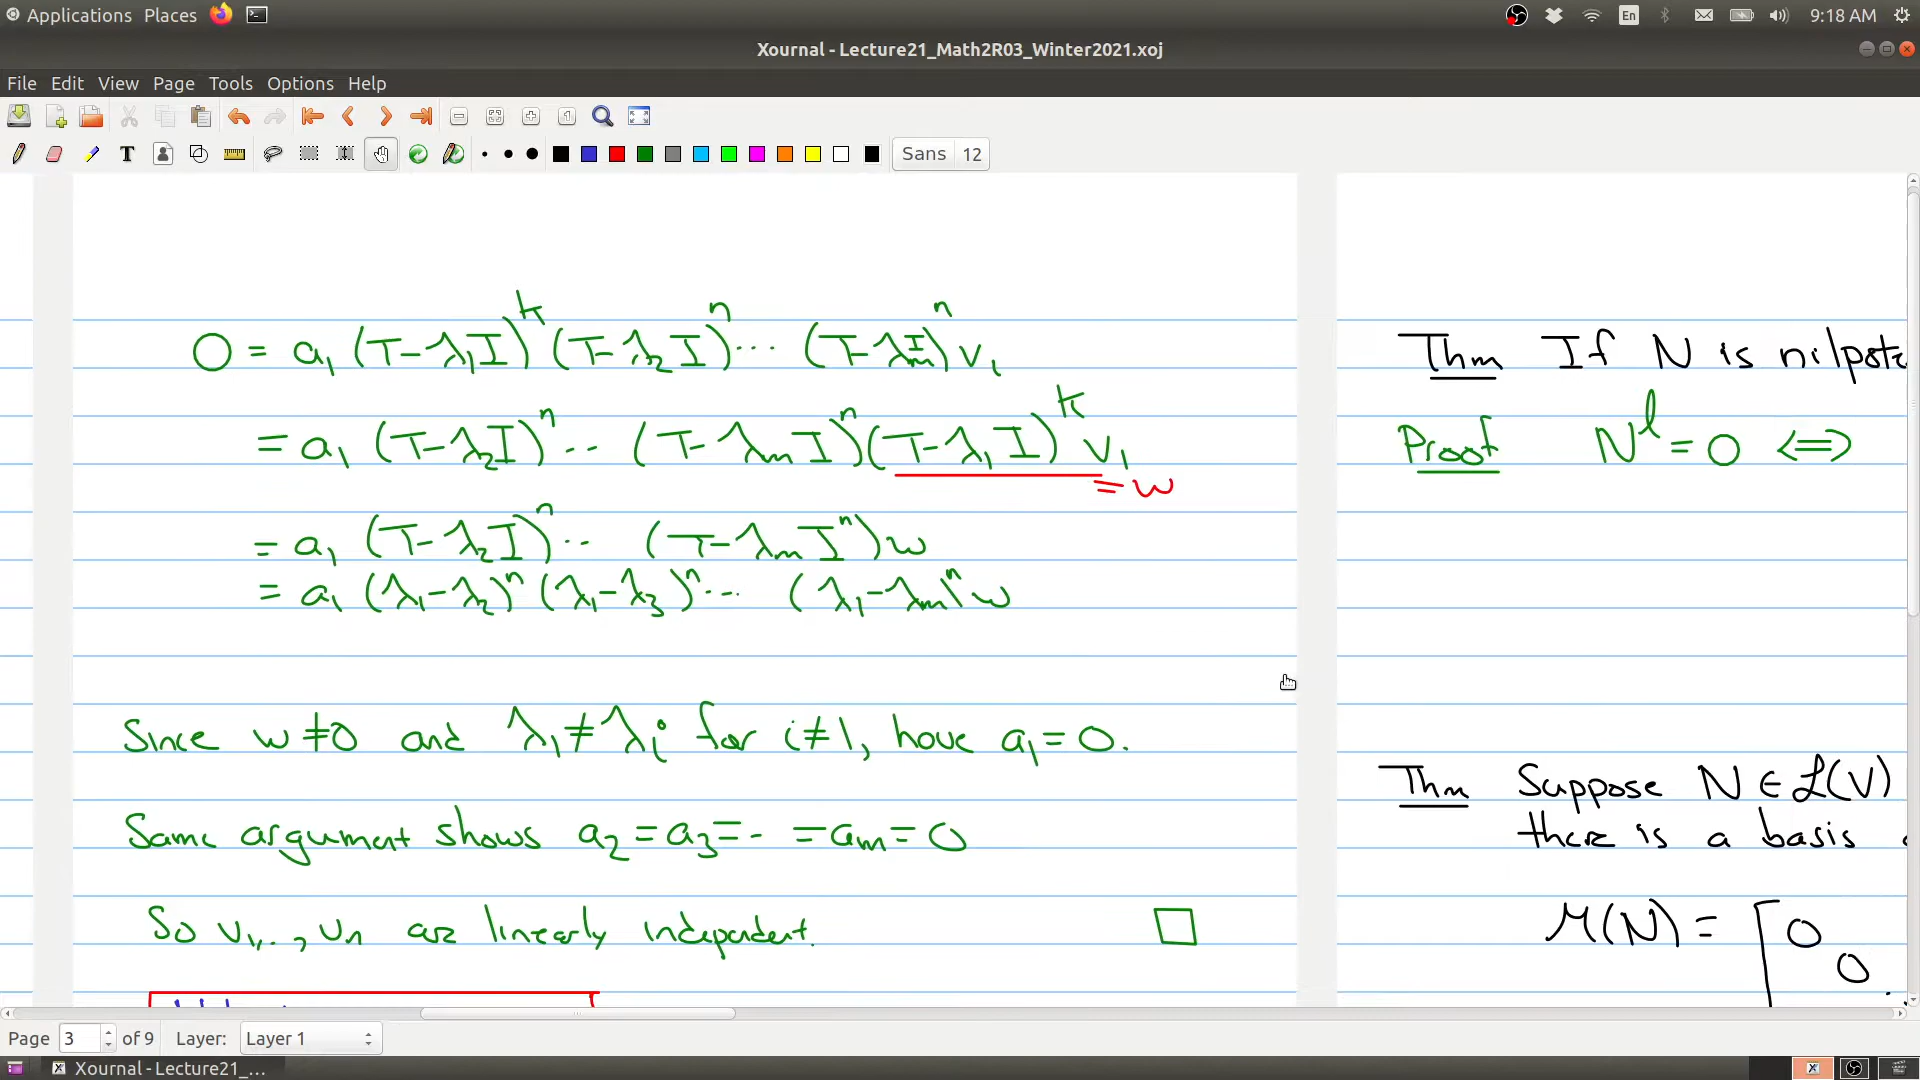 Applications Places En 9:18 AM
Xournal - Lecture21_Math2R03_Winter2021.xoj
File Edit View Page Tools Options Help
T Sans 12
0 = a₁ (T-λ₁I)ᵏ (T-λ₂I)ⁿ ... (T-λₘI)ⁿ v₁
= a₁ (T-λ₂I)ⁿ ... (T-λₘI)ⁿ (T-λ₁I)ᵏ v₁
= w
= a₁ (T-λ₂I)ⁿ ... (T-λₘIⁿ) w
= a₁ (λ₁-λ₂)ⁿ (λ₁-λ₃)ⁿ ... (λ₁-λₘ)ⁿ w
Since w ≠ 0 and λ₁ ≠ λᵢ for i ≠ 1, have a₁ = 0.
Same argument shows a₂ = a₃ = .. = aₘ = 0
So v₁,.., vₙ are linearly independent. □
Thm If N is nilpote
Proof Nˡ = 0 ⟺
Thm Suppose N ∈ ℒ(V)
there is a basis
M(N) = [ 0
0
Page 3 of 9 Layer: Layer 1
Xournal - Lecture21_...